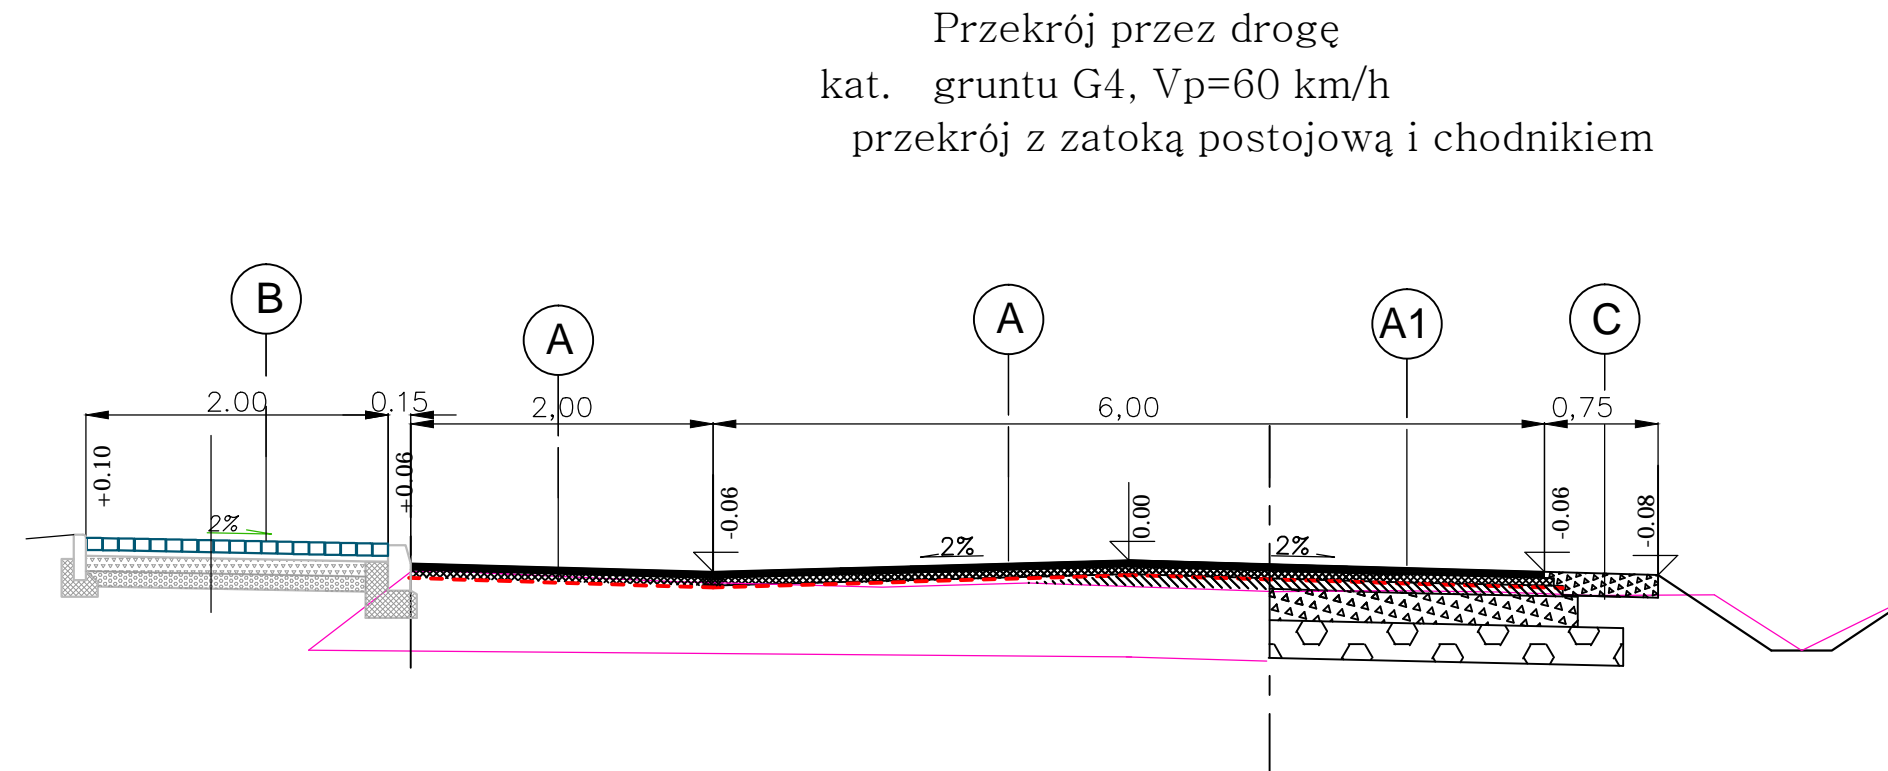 Przekrój przez drogę
kat. gruntu G4, Vp=60 km/h
przekrój z zatoką postojową i chodnikiem
B
A
A
A1
C
2.00
0.15
2,00
6,00
0,75
+0.10
+0.06
-0.06
0.00
-0.06
-0.08
2%
2%
2%